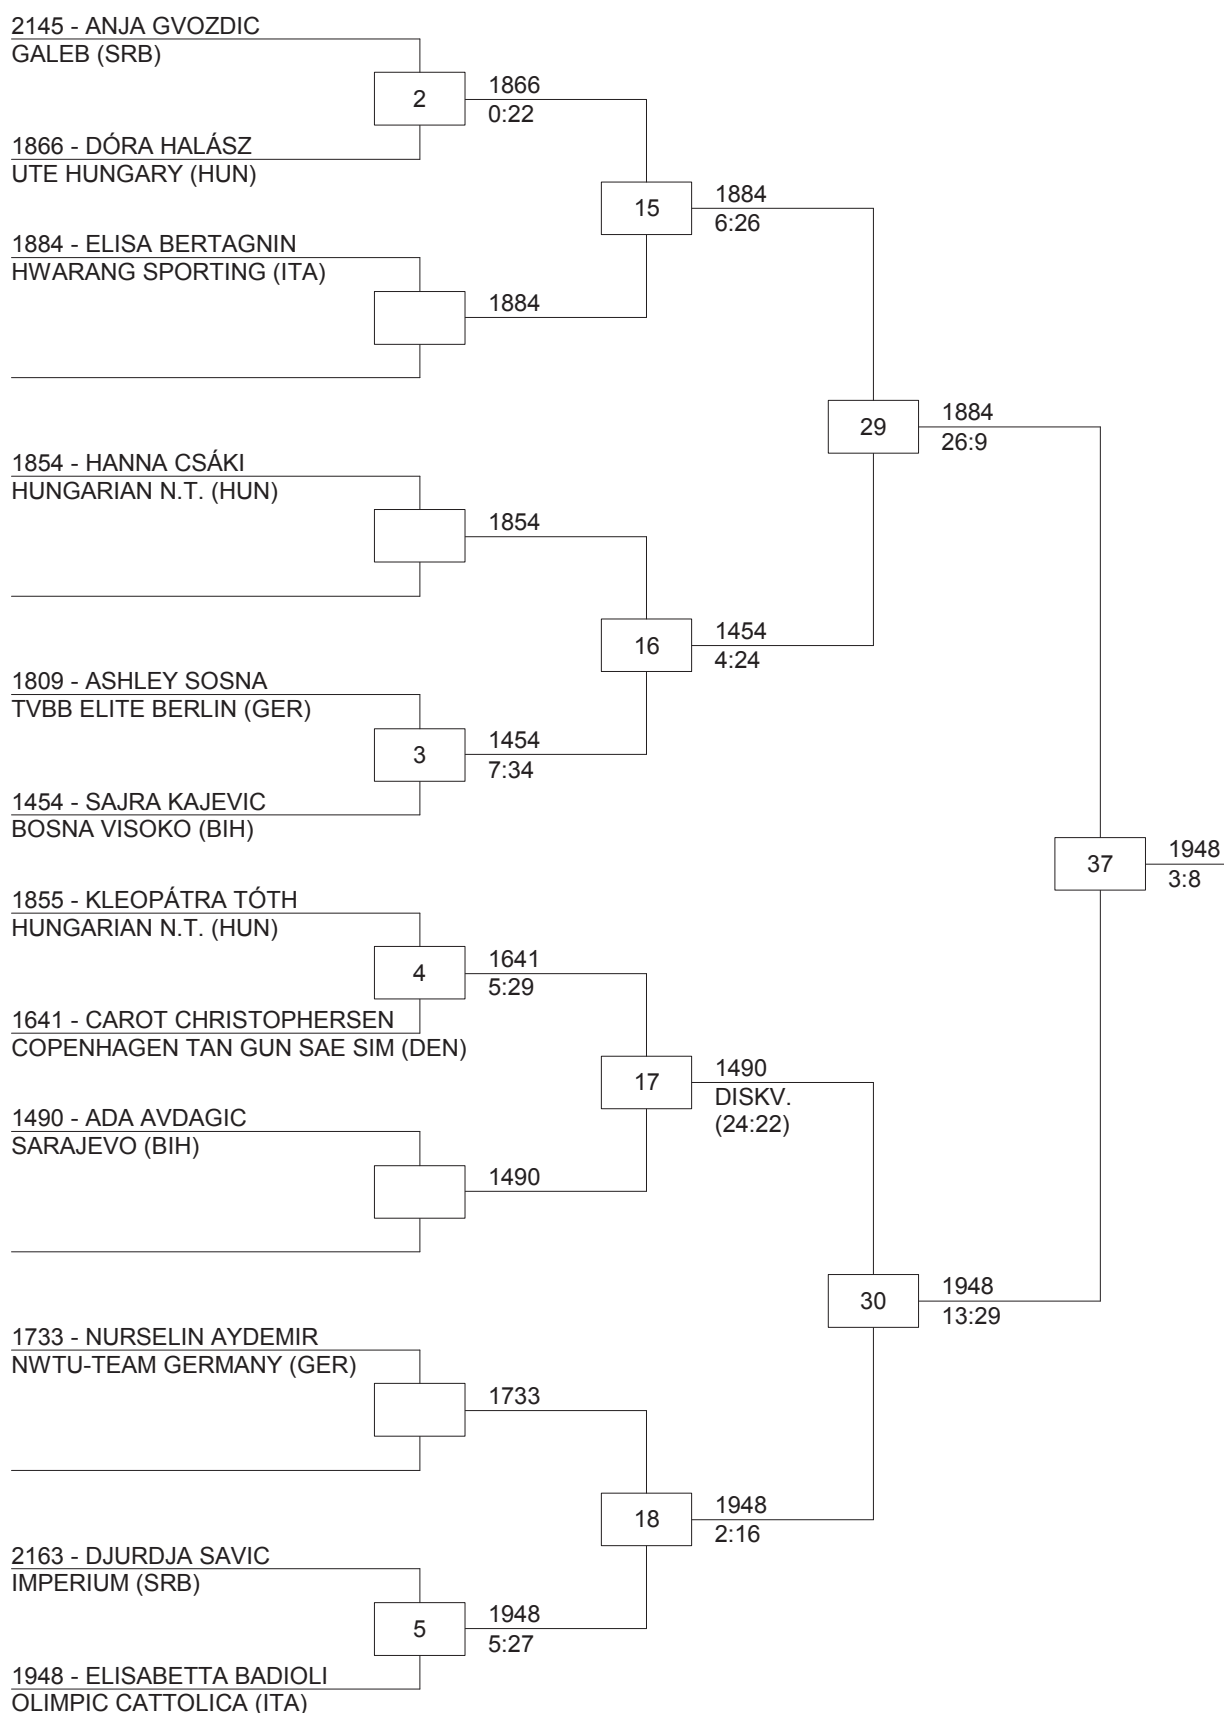 2145 - ANJA GVOZDIC
GALEB (SRB)
2
1866
0:22
1866 - DÓRA HALÁSZ
UTE HUNGARY (HUN)
15
1884
6:26
1884 - ELISA BERTAGNIN
HWARANG SPORTING (ITA)
1884
29
1884
26:9
1854 - HANNA CSÁKI
HUNGARIAN N.T. (HUN)
1854
16
1454
4:24
1809 - ASHLEY SOSNA
TVBB ELITE BERLIN (GER)
3
1454
7:34
1454 - SAJRA KAJEVIC
BOSNA VISOKO (BIH)
37
1948
3:8
1855 - KLEOPÁTRA TÓTH
HUNGARIAN N.T. (HUN)
4
1641
5:29
1641 - CAROT CHRISTOPHERSEN
COPENHAGEN TAN GUN SAE SIM (DEN)
17
1490
DISKV.
(24:22)
1490 - ADA AVDAGIC
SARAJEVO (BIH)
1490
30
1948
13:29
1733 - NURSELIN AYDEMIR
NWTU-TEAM GERMANY (GER)
1733
18
1948
2:16
2163 - DJURDJA SAVIC
IMPERIUM (SRB)
5
1948
5:27
1948 - ELISABETTA BADIOLI
OLIMPIC CATTOLICA (ITA)